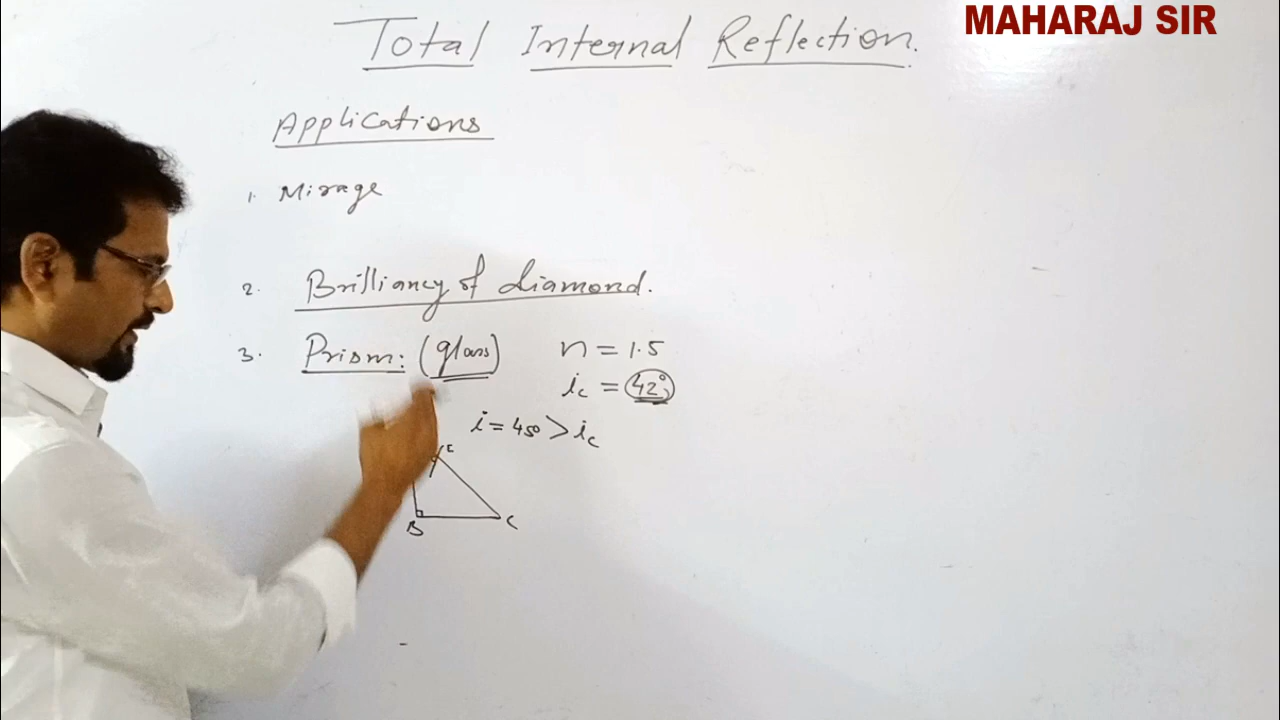 MAHARAJ SIR
Total Internal Reflection.
Applications
1. Mirage
2. Brilliancy of diamond.
3. Prism: (glass) n = 1.5
ic = 42°
i = 45° > ic
B C